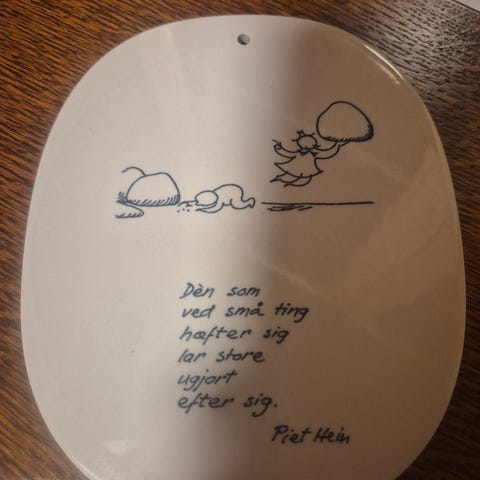 Dèn som
ved små ting
hæfter sig
lar store
ugjort
efter sig.
Piet Hein